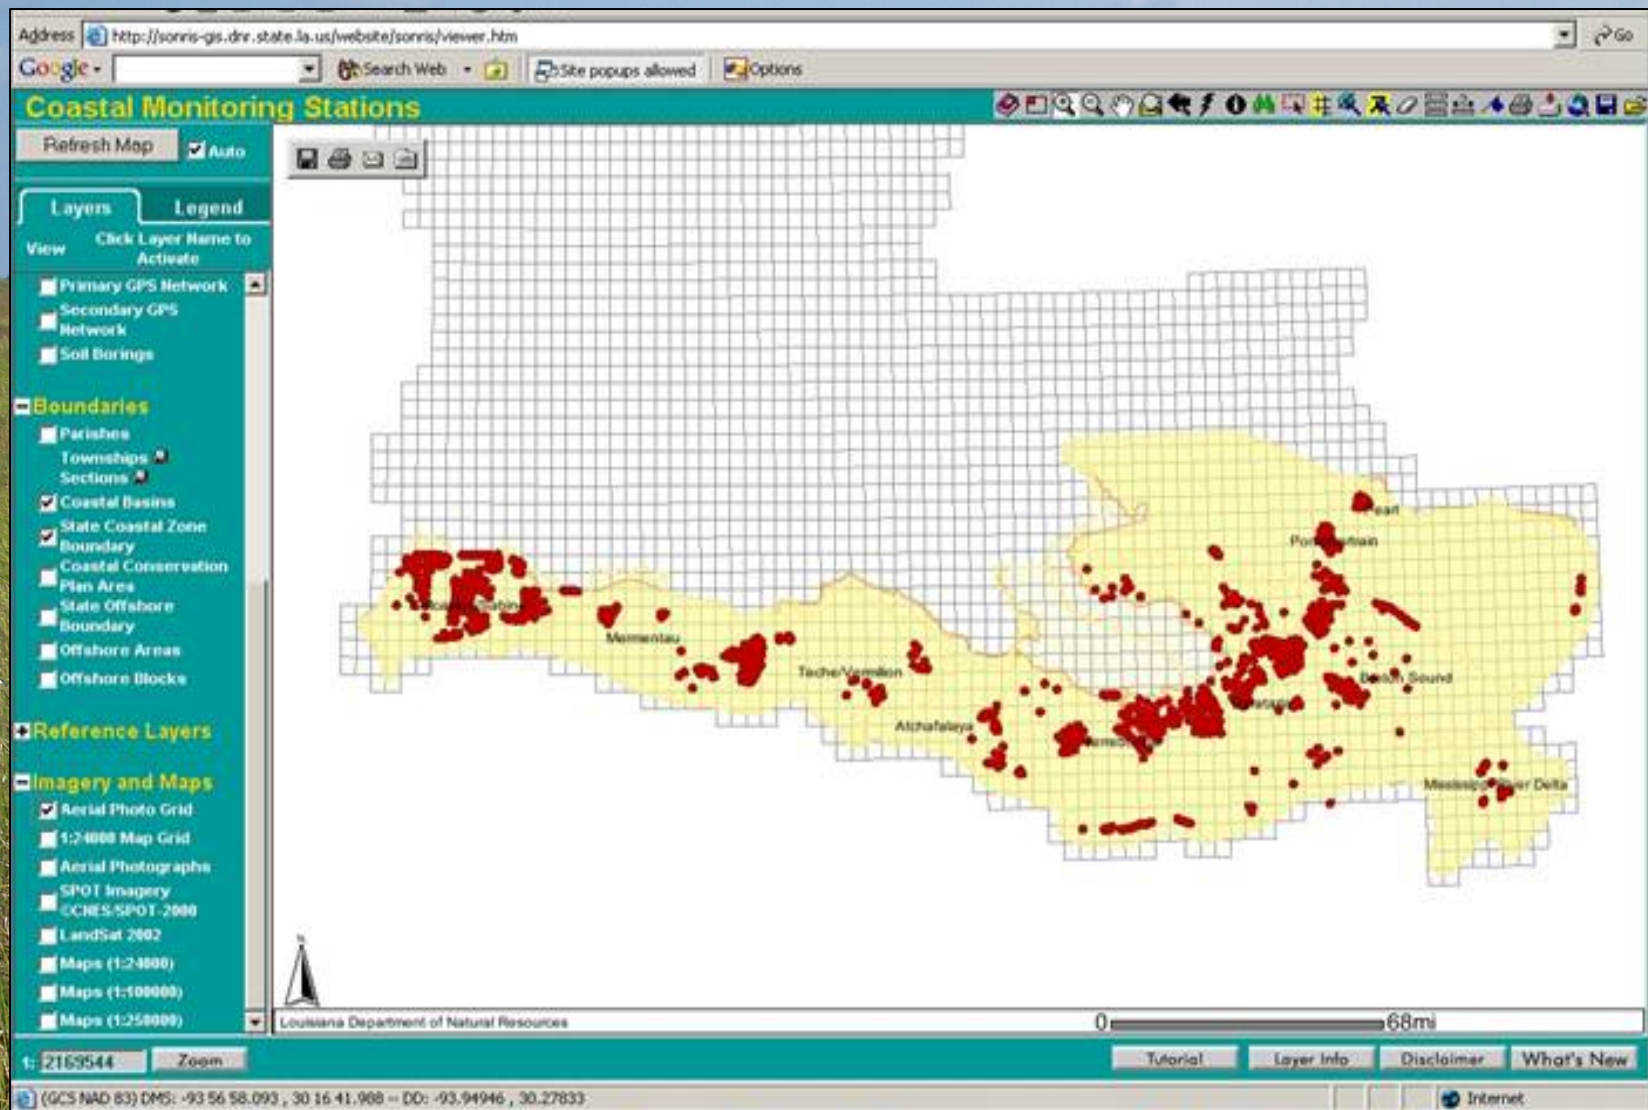 Address http://sonris-gis.dnr.state.la.us/website/sonris/viewer.htm Go
Google Search Web Site popups allowed Options
Coastal Monitoring Stations
Refresh Map Auto
Layers Legend
View Click Layer Name to
Activate
Primary GPS Network
Secondary GPS
Network
Soil Borings
Boundaries
Parishes
Townships
Sections
Coastal Basins
State Coastal Zone
Boundary
Coastal Conservation
Plan Area
State Offshore
Boundary
Offshore Areas
Offshore Blocks
Reference Layers
Imagery and Maps
Aerial Photo Grid
1:24000 Map Grid
Aerial Photographs
SPOT Imagery
©CNES/SPOT-2000
LandSat 2002
Maps (1:24000)
Maps (1:100000)
Maps (1:250000)
Pearl
Mermentau
Teche/Vermilion
Atchafalaya
Sound
Delta
N
Louisiana Department of Natural Resources
0 68mi
1: 2169544 Zoom
Tutorial Layer Info Disclaimer What's New
(GCS NAD 83) DMS: -93 56 58.093 , 30 16 41.988 -- DD: -93.94946 , 30.27833
Internet